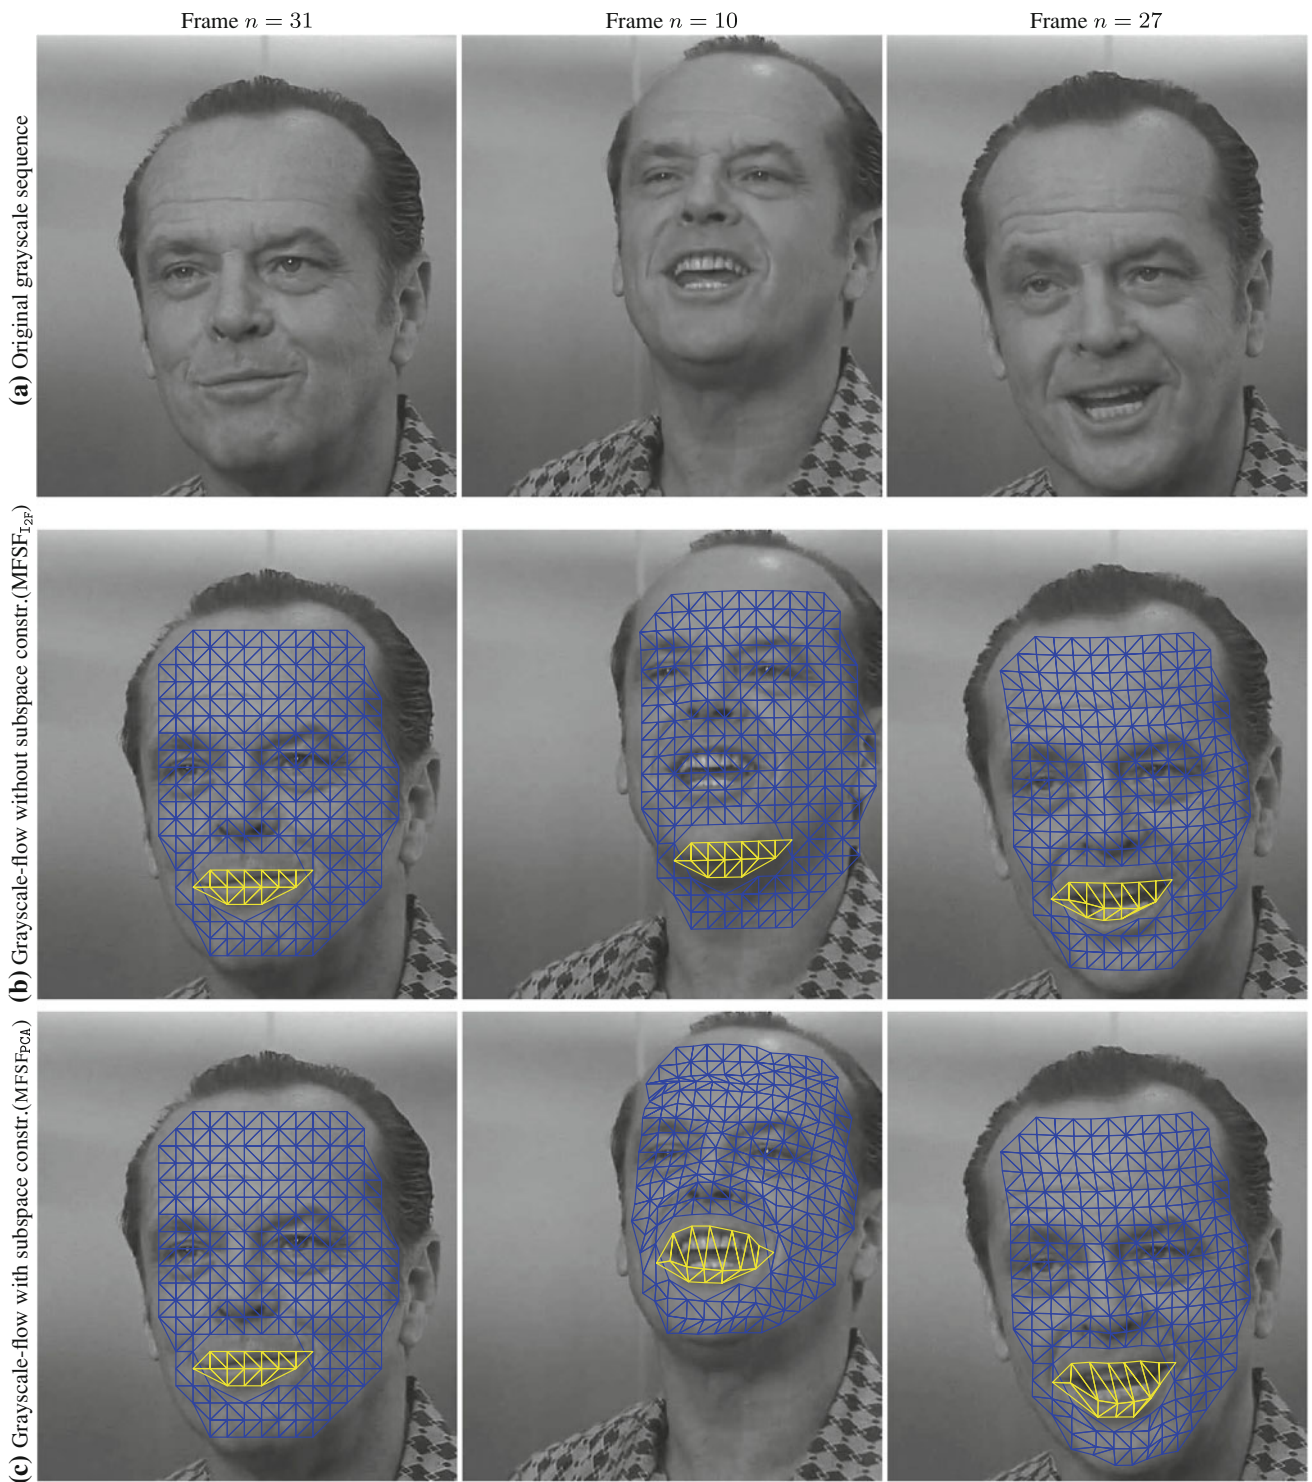 Frame n = 31
Frame n = 10
Frame n = 27
(a) Original grayscale sequence
(b) Grayscale-flow without subspace constr.(MFSF_I2F)
(c) Grayscale-flow with subspace constr.(MFSF_PCA)